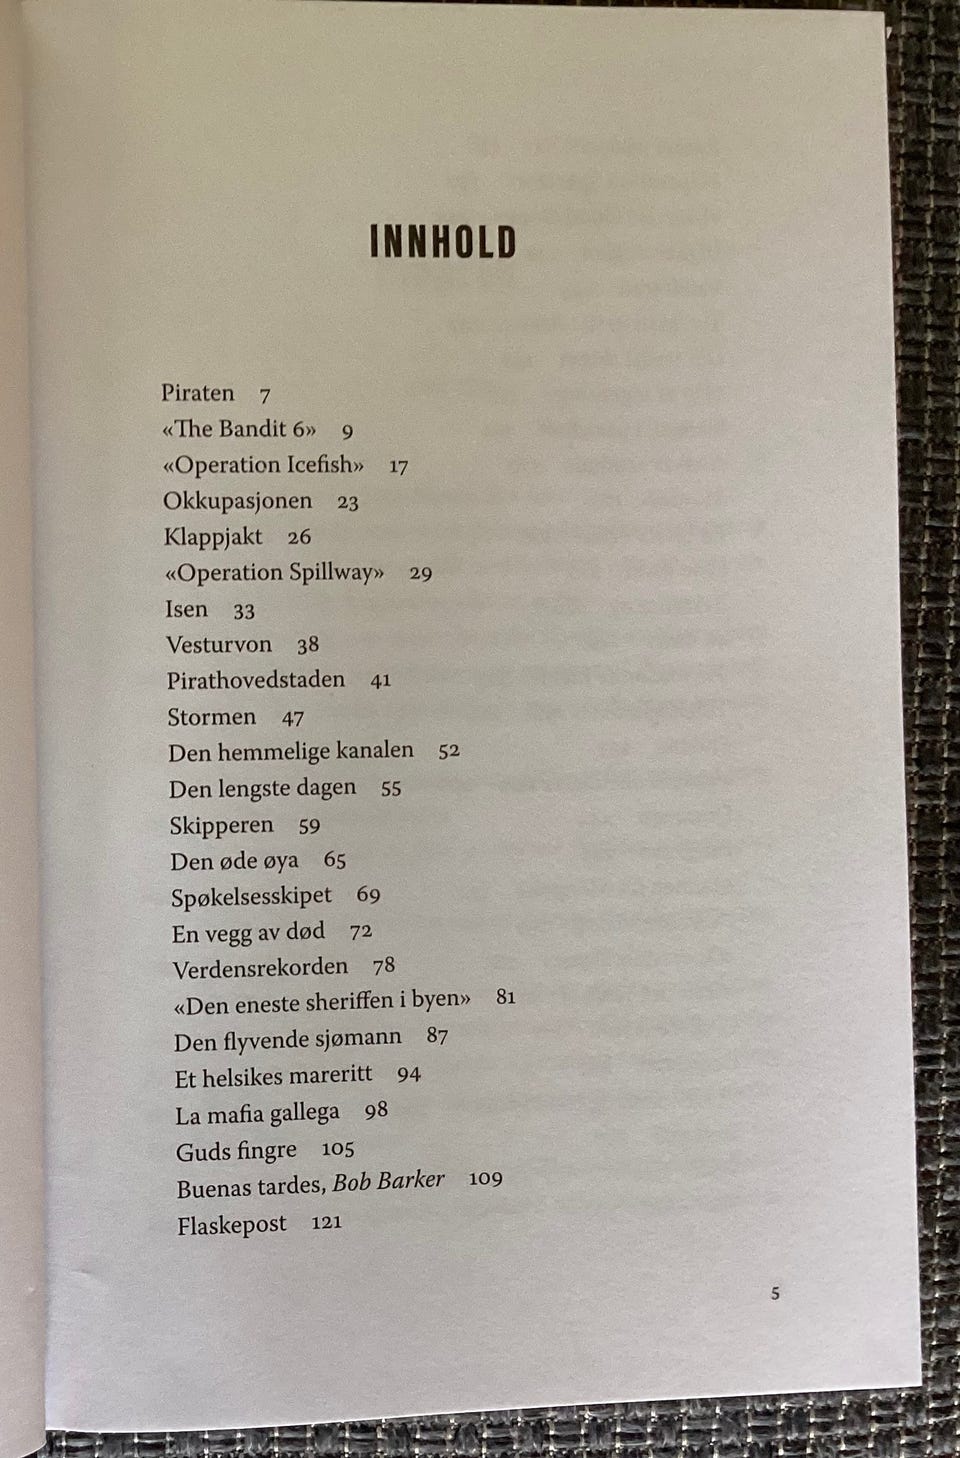 INNHOLD
Piraten 7
«The Bandit 6» 9
«Operation Icefish» 17
Okkupasjonen 23
Klappjakt 26
«Operation Spillway» 29
Isen 33
Vesturvon 38
Pirathovedstaden 41
Stormen 47
Den hemmelige kanalen 52
Den lengste dagen 55
Skipperen 59
Den øde øya 65
Spøkelsesskipet 69
En vegg av død 72
Verdensrekorden 78
«Den eneste sheriffen i byen» 81
Den flyvende sjømann 87
Et helsikes mareritt 94
La mafia gallega 98
Guds fingre 105
Buenas tardes, Bob Barker 109
Flaskepost 121
5